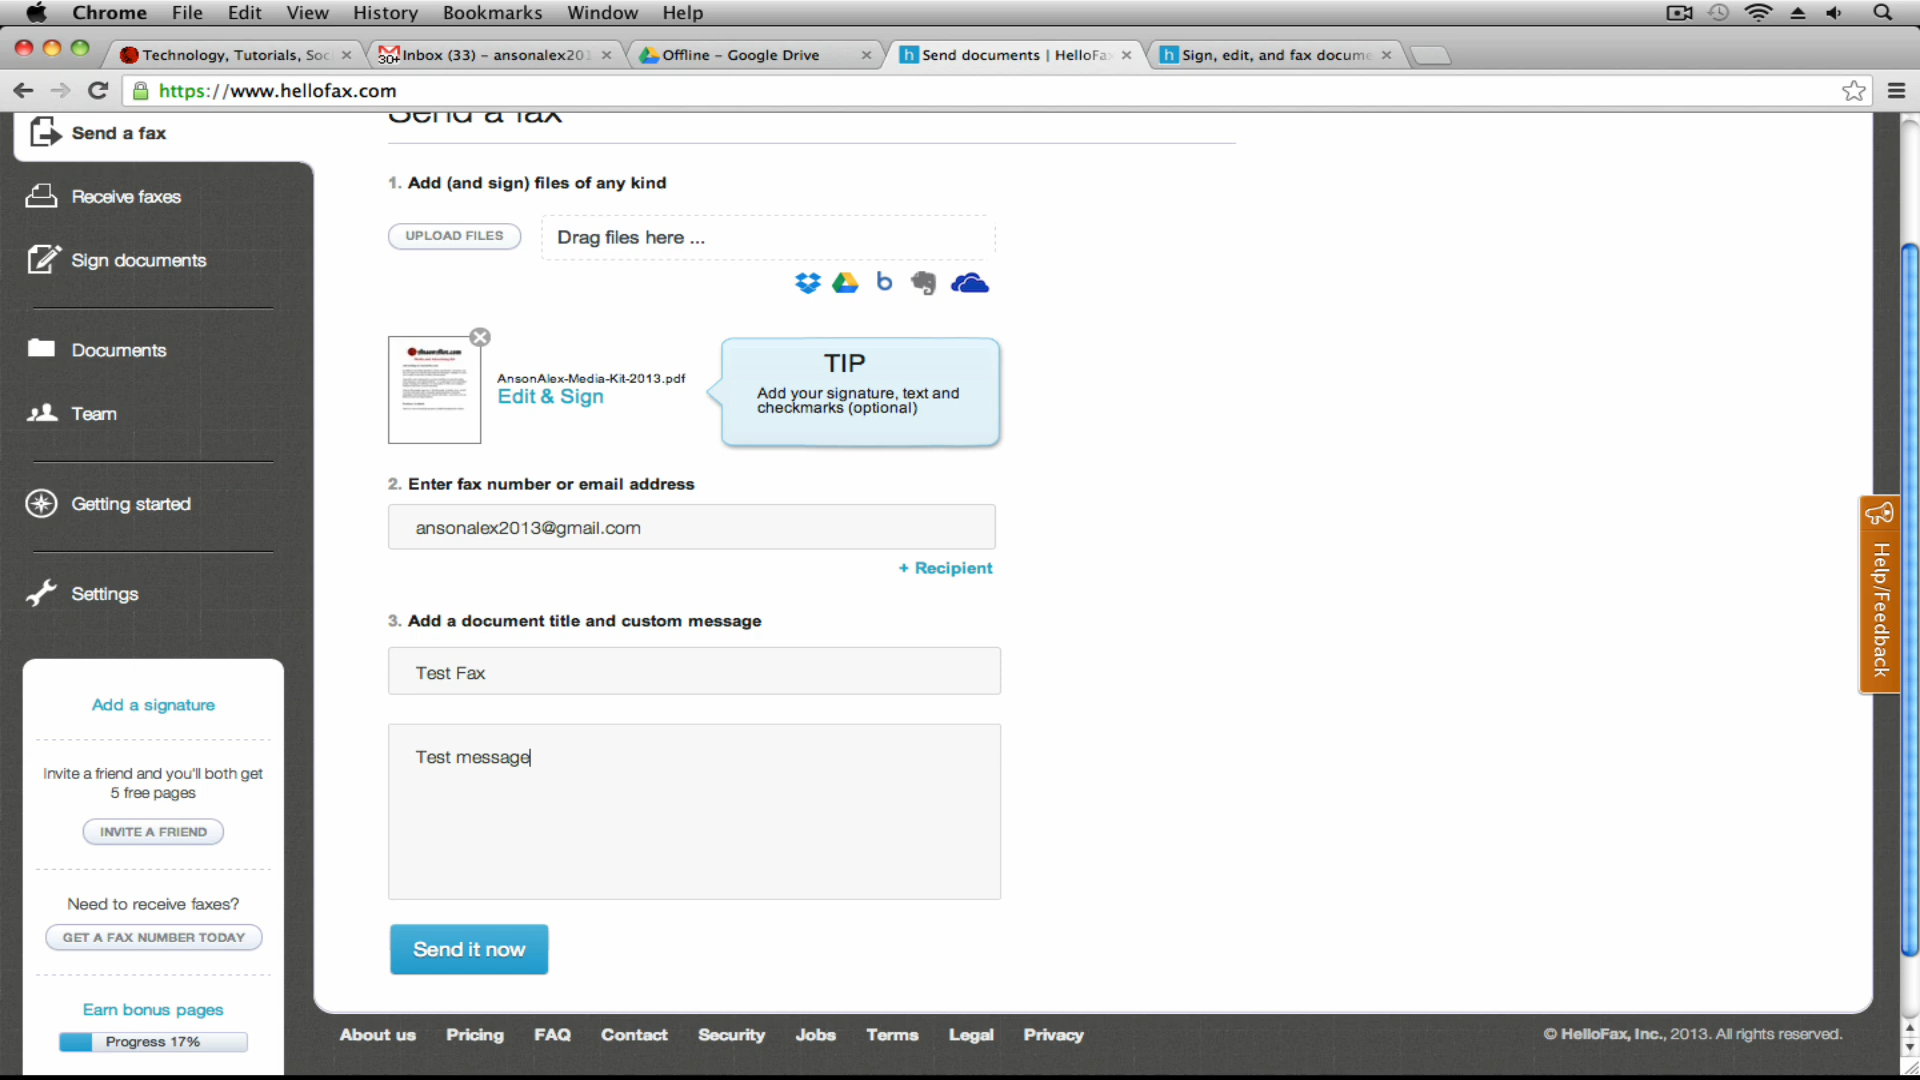 Chrome File Edit View History Bookmarks Window Help
Technology, Tutorials, Soc
30+ Inbox (33) – ansonalex201
Offline – Google Drive
Send documents | HelloFa
Sign, edit, and fax docume
https://www.hellofax.com
Send a fax
Receive faxes
Sign documents
Documents
Team
Getting started
Settings
Add a signature
Invite a friend and you'll both get
5 free pages
INVITE A FRIEND
Need to receive faxes?
GET A FAX NUMBER TODAY
Earn bonus pages
Progress 17%
Send a fax
1. Add (and sign) files of any kind
UPLOAD FILES
Drag files here ...
AnsonAlex-Media-Kit-2013.pdf
Edit & Sign
TIP
Add your signature, text and
checkmarks (optional)
2. Enter fax number or email address
ansonalex2013@gmail.com
+ Recipient
3. Add a document title and custom message
Test Fax
Test message
Send it now
Help/Feedback
About us Pricing FAQ Contact Security Jobs Terms Legal Privacy
© HelloFax, Inc., 2013. All rights reserved.